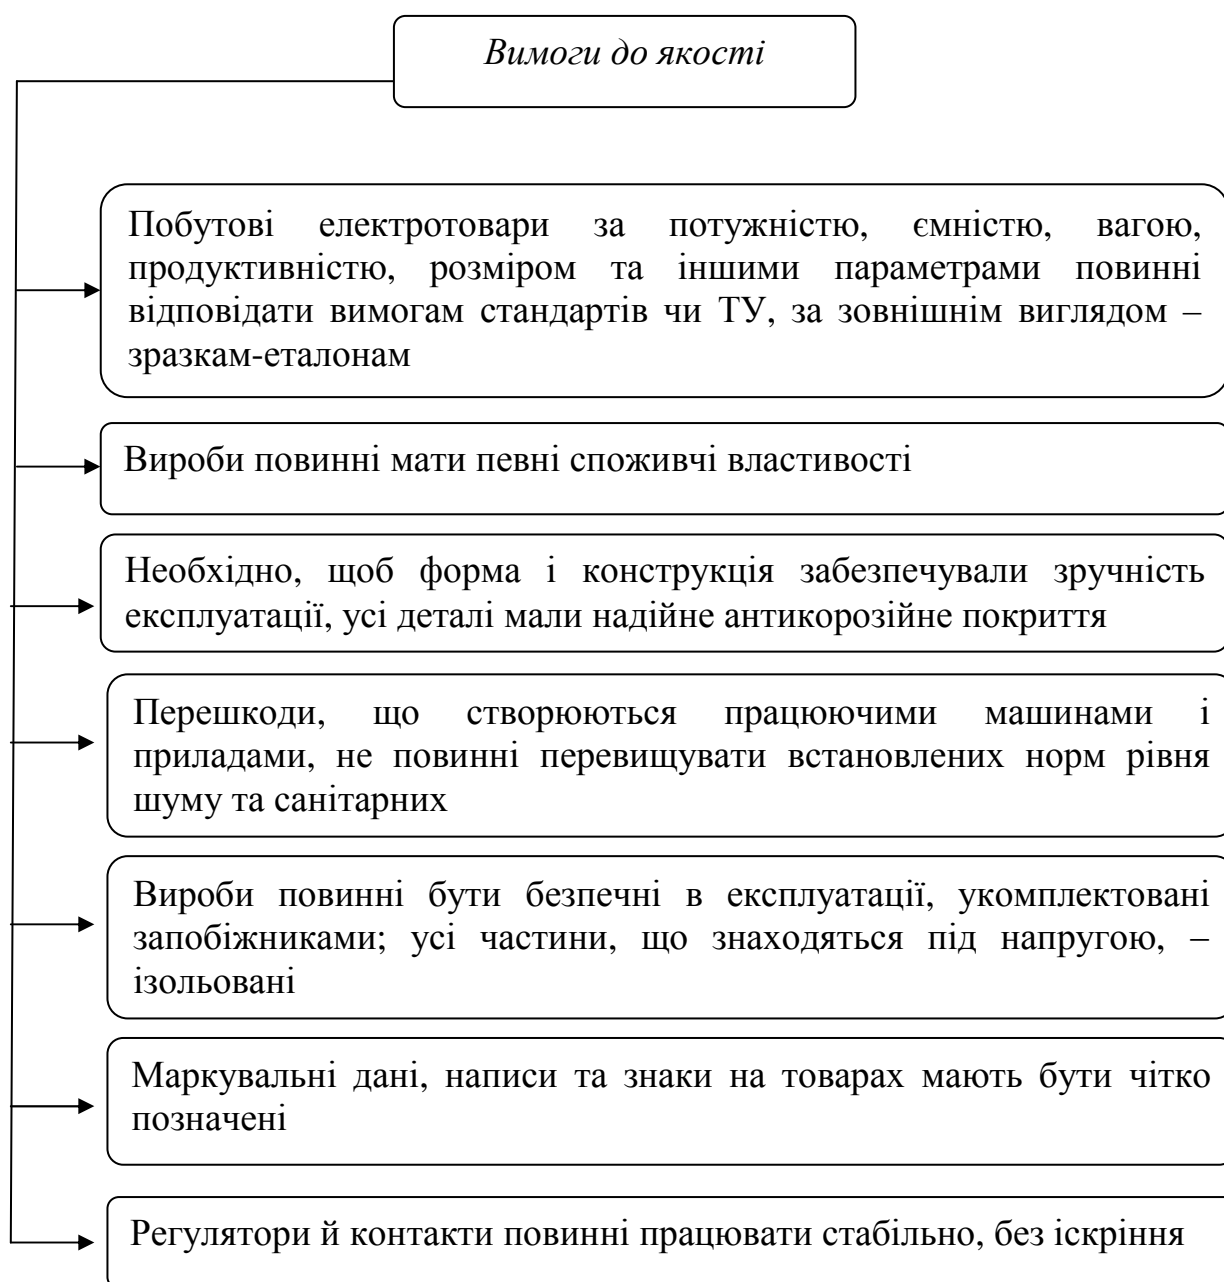 Вимоги до якості
Побутові електротовари за потужністю, ємністю, вагою,
продуктивністю, розміром та іншими параметрами повинні
відповідати вимогам стандартів чи ТУ, за зовнішнім виглядом –
зразкам-еталонам
Вироби повинні мати певні споживчі властивості
Необхідно, щоб форма і конструкція забезпечували зручність
експлуатації, усі деталі мали надійне антикорозійне покриття
Перешкоди, що створюються працюючими машинами і
приладами, не повинні перевищувати встановлених норм рівня
шуму та санітарних
Вироби повинні бути безпечні в експлуатації, укомплектовані
запобіжниками; усі частини, що знаходяться під напругою, –
ізольовані
Маркувальні дані, написи та знаки на товарах мають бути чітко
позначені
Регулятори й контакти повинні працювати стабільно, без іскріння